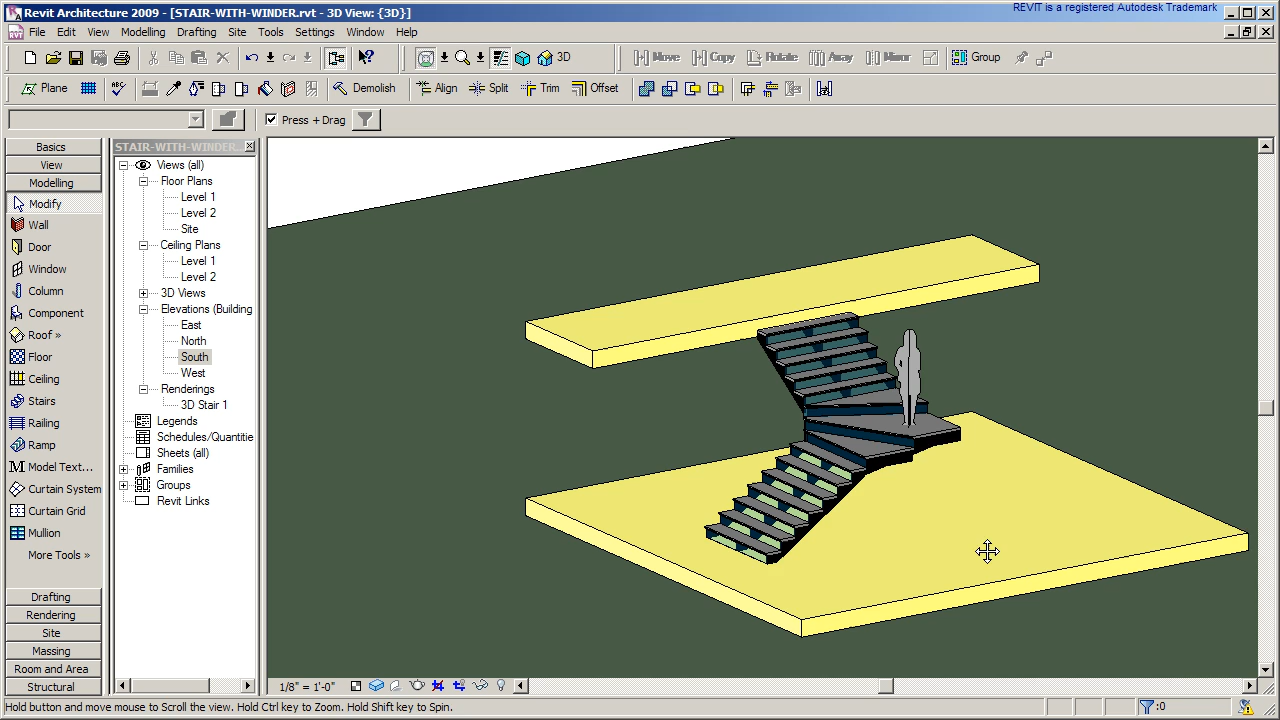 Revit Architecture 2009 - [STAIR-WITH-WINDER.rvt - 3D View: {3D}]
REVIT is a registered Autodesk Trademark
File Edit View Modelling Drafting Site Tools Settings Window Help
3D Move Copy Rotate Array Mirror Group
Plane Demolish Align Split Trim Offset
Press + Drag
Basics
View
Modelling
Modify
Wall
Door
Window
Column
Component
Roof »
Floor
Ceiling
Stairs
Railing
Ramp
Model Text...
Curtain System
Curtain Grid
Mullion
More Tools »
Drafting
Rendering
Site
Massing
Room and Area
Structural
STAIR-WITH-WINDER...
Views (all)
Floor Plans
Level 1
Level 2
Site
Ceiling Plans
Level 1
Level 2
3D Views
Elevations (Building
East
North
South
West
Renderings
3D Stair 1
Legends
Schedules/Quantitie
Sheets (all)
Families
Groups
Revit Links
1/8" = 1'-0"
Hold button and move mouse to Scroll the view. Hold Ctrl key to Zoom. Hold Shift key to Spin.
:0